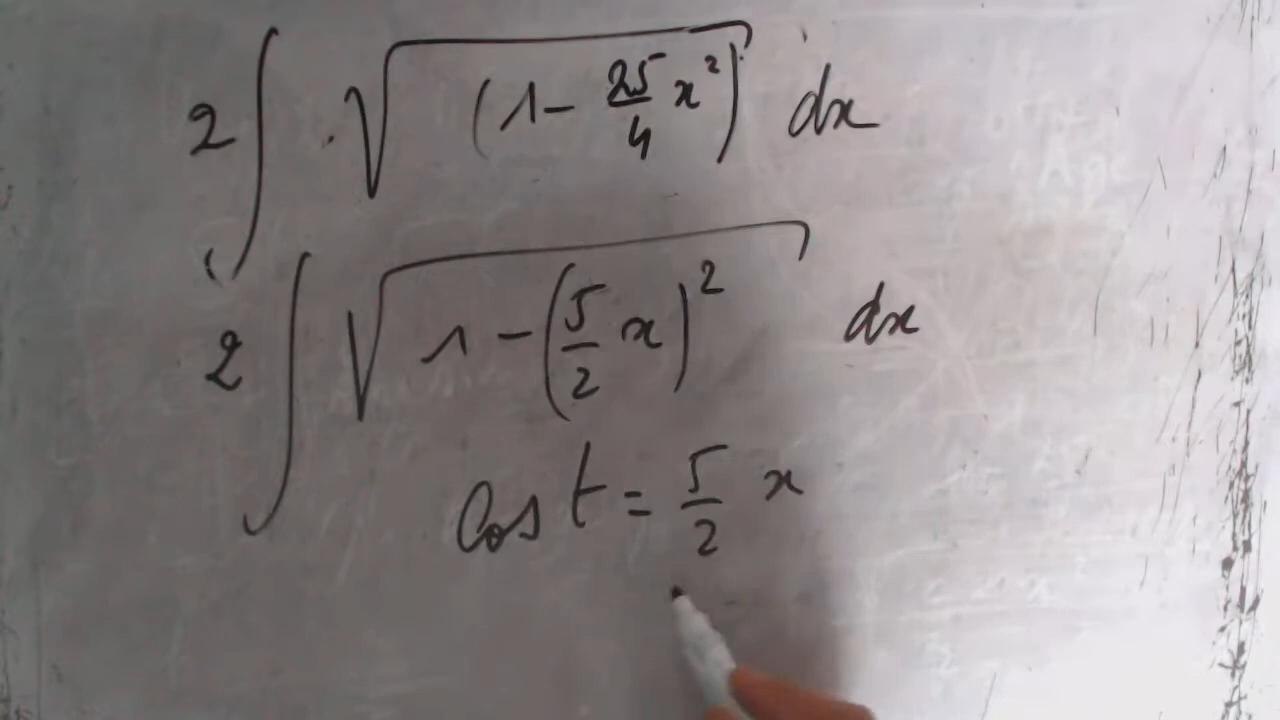 2∫√(1 - 25/4 x²) dx
2∫√1 - (5/2 x)² dx
Cos t = 5/2 x